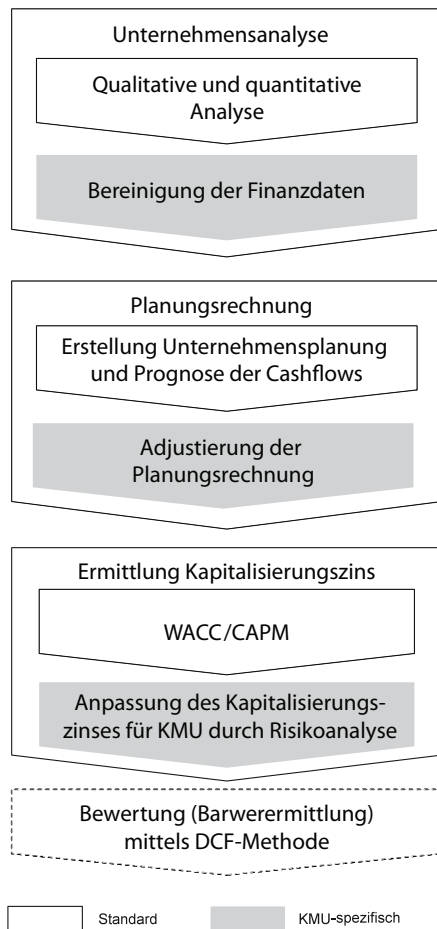 Unternehmensanalyse
Qualitative und quantitative
Analyse
Bereinigung der Finanzdaten
Planungsrechnung
Erstellung Unternehmensplanung
und Prognose der Cashflows
Adjustierung der
Planungsrechnung
Ermittlung Kapitalisierungszins
WACC/CAPM
Anpassung des Kapitalisierungs-
zinses für KMU durch Risikoanalyse
Bewertung (Barwerermittlung)
mittels DCF-Methode
Standard
KMU-spezifisch